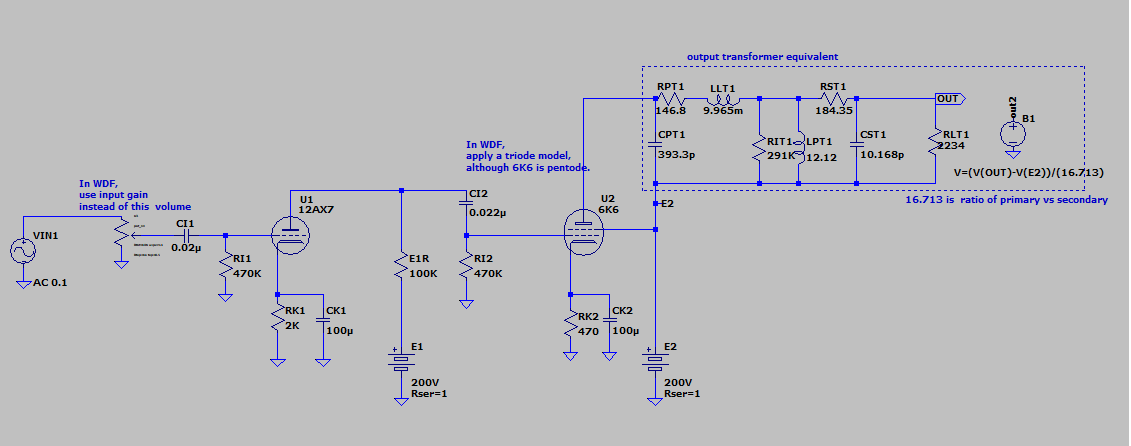 output transformer equivalent
RPT1
146.8
LLT1
9.965m
RST1
184.35
OUT
out2
B1
CPT1
393.3p
RIT1
291K
LPT1
12.12
CST1
10.168p
RLT1
2234
V=(V(OUT)-V(E2))/(16.713)
16.713 is ratio of primary vs secondary
E2
In WDF,
apply a triode model,
although 6K6 is pentode.
In WDF,
use input gain
instead of this volume
VIN1
AC 0.1
CI1
0.02µ
RI1
470K
U1
12AX7
RK1
2K
CK1
100µ
E1R
100K
E1
200V
Rser=1
CI2
0.022µ
RI2
470K
U2
6K6
RK2
470
CK2
100µ
E2
200V
Rser=1